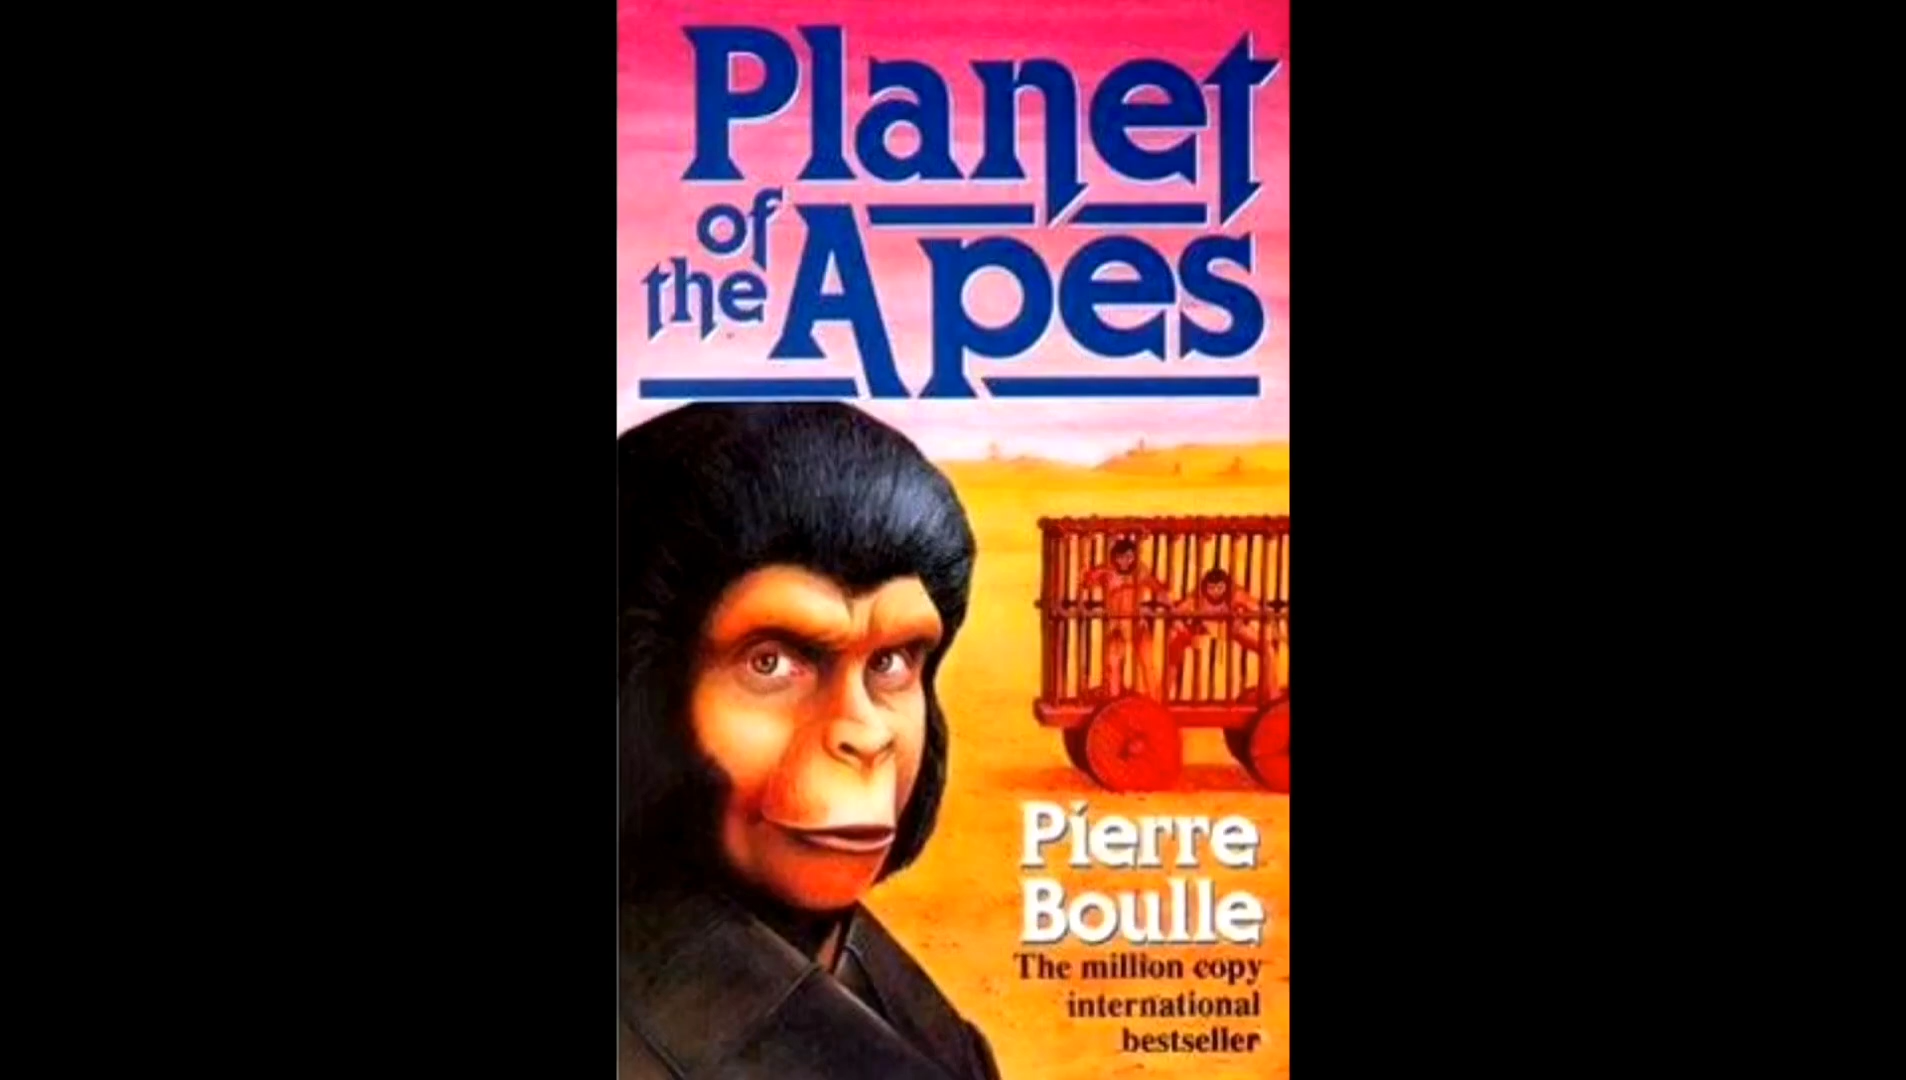 Planet
of
the Apes
Pierre
Boulle
The million copy
international
bestseller